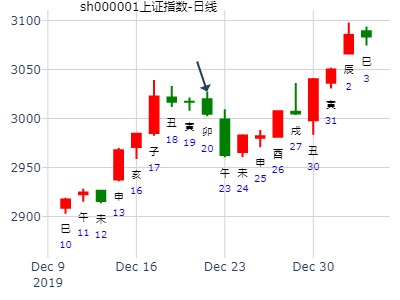 sh000001上证指数-日线
3100
3050
3000
2950
2900
巳
10
午
11
未
12
申
13
亥
16
子
17
丑
18
寅
19
卯
20
午
23
未
24
申
25
酉
26
戌
27
丑
30
寅
31
辰
2
巳
3
Dec 9
2019
Dec 16
Dec 23
Dec 30